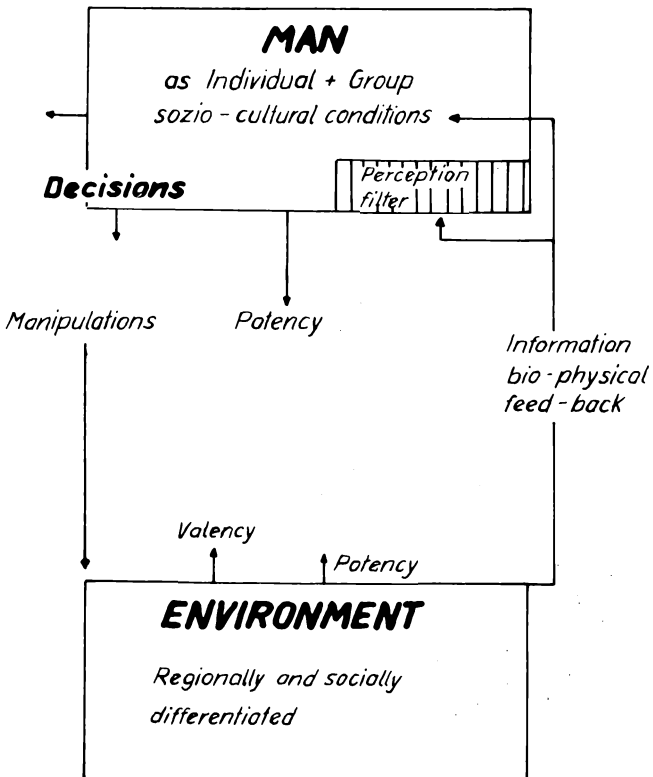 MAN
as Individual + Group
sozio-cultural conditions
Perception
filter
Decisions
Manipulations
Potency
Information
bio-physical
feed-back
Valency
Potency
ENVIRONMENT
Regionally and socially
differentiated